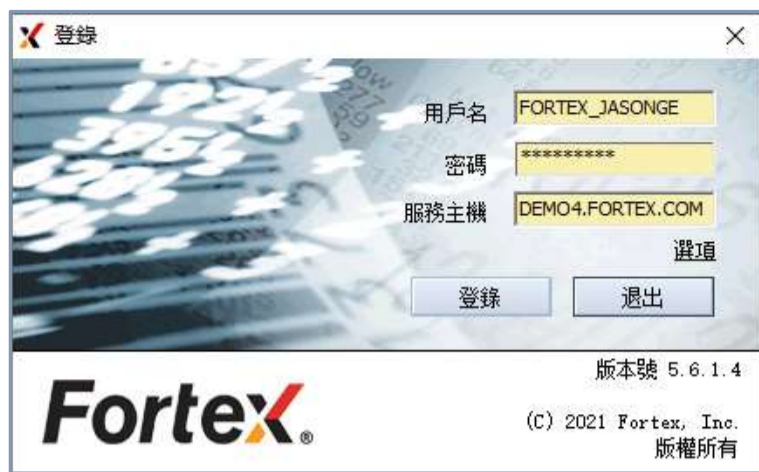 登錄
用戶名 FORTEX_JASONGE
密碼 *********
服務主機 DEMO4.FORTEX.COM
選項
登錄 退出
版本號 5.6.1.4
Fortex®
(C) 2021 Fortex, Inc.
版權所有